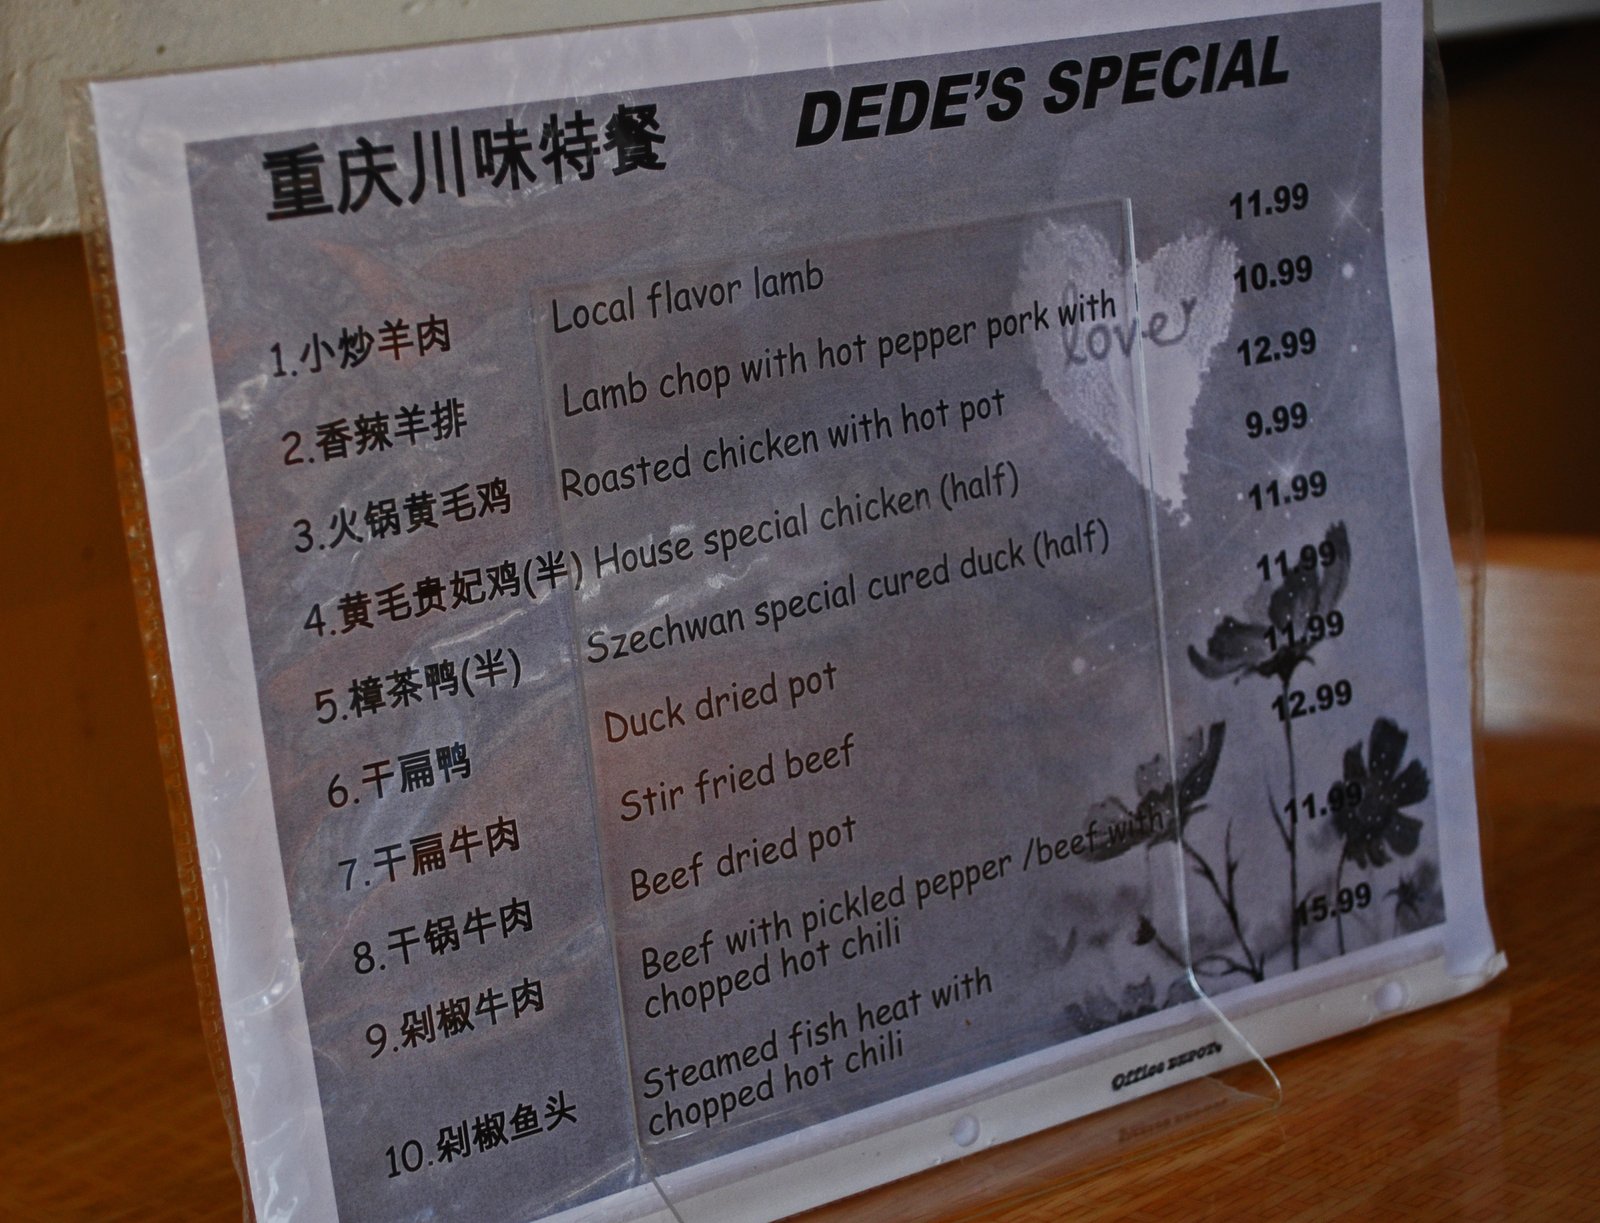 重庆川味特餐 DEDE'S SPECIAL
1.小炒羊肉 Local flavor lamb 11.99
2.香辣羊排 Lamb chop with hot pepper pork with 10.99
3.火锅黄毛鸡 Roasted chicken with hot pot 12.99
4.黄毛贵妃鸡(半) House special chicken (half) 9.99
5.樟茶鸭(半) Szechwan special cured duck (half) 11.99
6.干扁鸭 Duck dried pot 11.99
7.干扁牛肉 Stir fried beef 11.99
8.干锅牛肉 Beef dried pot 12.99
9.剁椒牛肉 Beef with pickled pepper /beef with 11.99
chopped hot chili
10.剁椒鱼头 Steamed fish heat with 15.99
chopped hot chili
lover
Office DEPOT